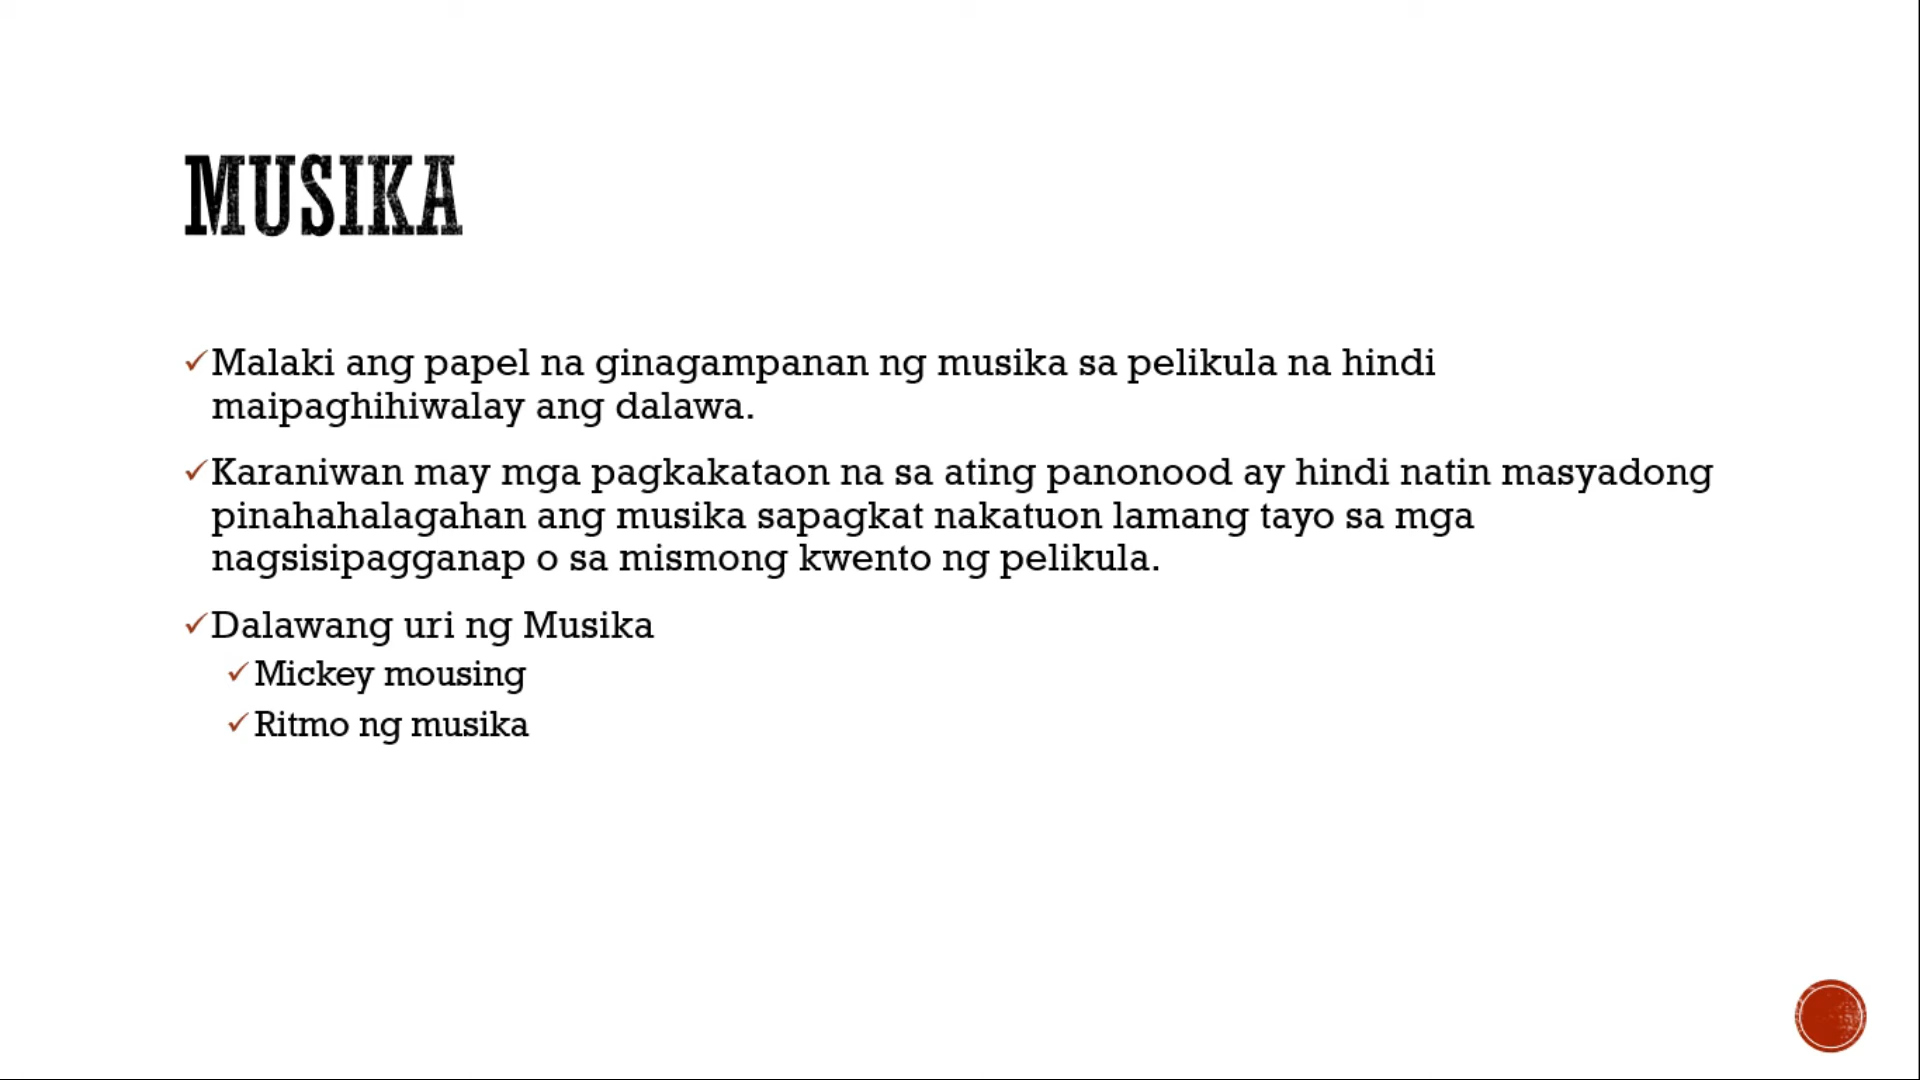 MUSIKA
✓Malaki ang papel na ginagampanan ng musika sa pelikula na hindi
maipaghihiwalay ang dalawa.
✓Karaniwan may mga pagkakataon na sa ating panonood ay hindi natin masyadong
pinahahalagahan ang musika sapagkat nakatuon lamang tayo sa mga
nagsisipagganap o sa mismong kwento ng pelikula.
✓Dalawang uri ng Musika
✓Mickey mousing
✓Ritmo ng musika